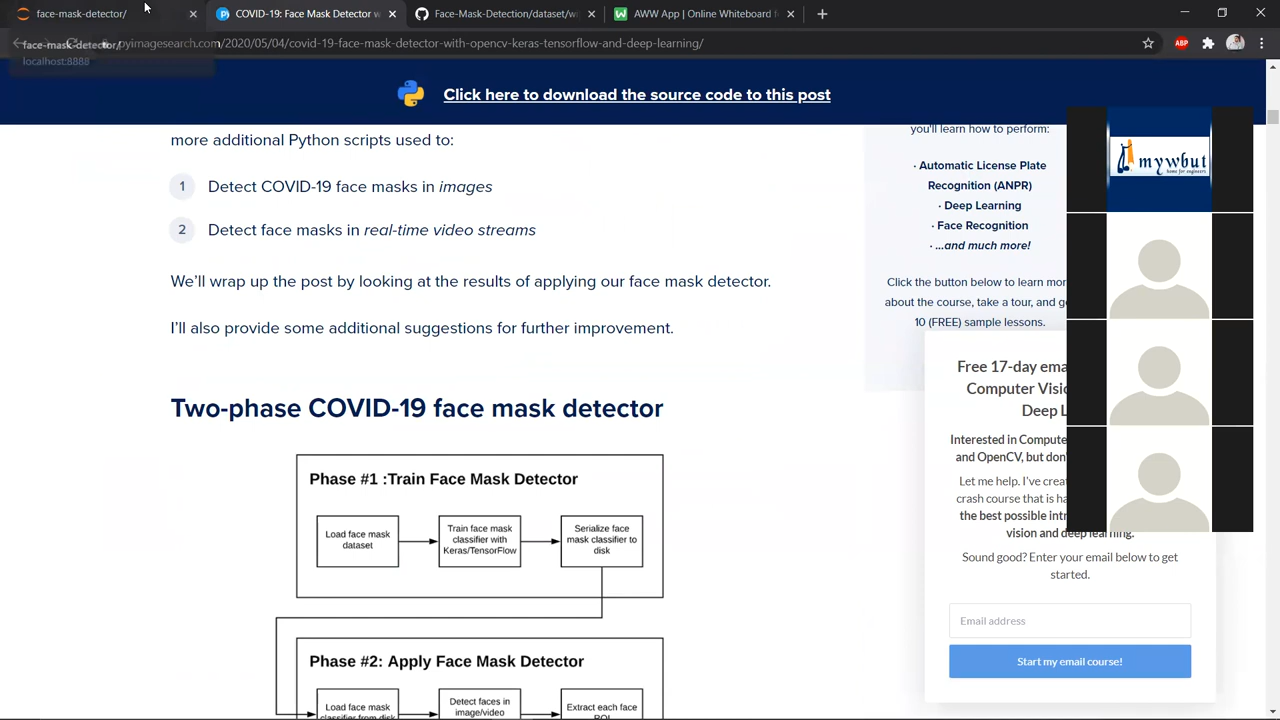 face-mask-detector/
COVID-19: Face Mask Detector w
Face-Mask-Detection/dataset/wi
AWW App | Online Whiteboard f
face-mask-detector/
localhost:8888
pyimagesearch.com/2020/05/04/covid-19-face-mask-detector-with-opencv-keras-tensorflow-and-deep-learning/
ABP
Click here to download the source code to this post
more additional Python scripts used to:
1 Detect COVID-19 face masks in images
2 Detect face masks in real-time video streams
We'll wrap up the post by looking at the results of applying our face mask detector.
I'll also provide some additional suggestions for further improvement.
Two-phase COVID-19 face mask detector
Phase #1 :Train Face Mask Detector
Load face mask
dataset
Train face mask
classifier with
Keras/TensorFlow
Serialize face
mask classifier to
disk
Phase #2: Apply Face Mask Detector
Load face mask
classifier from disk
Detect faces in
image/video
Extract each face
ROI
you'll learn how to perform:
· Automatic License Plate
Recognition (ANPR)
· Deep Learning
· Face Recognition
· ...and much more!
Click the button below to learn mor
about the course, take a tour, and g
10 (FREE) sample lessons.
mywbut
home for engineers.
Free 17-day ema
Computer Visi
Deep L
Interested in Compute
and OpenCV, but don'
Let me help. I've crea
crash course that is ha
the best possible intr
vision and deep learning.
Sound good? Enter your email below to get
started.
Email address
Start my email course!